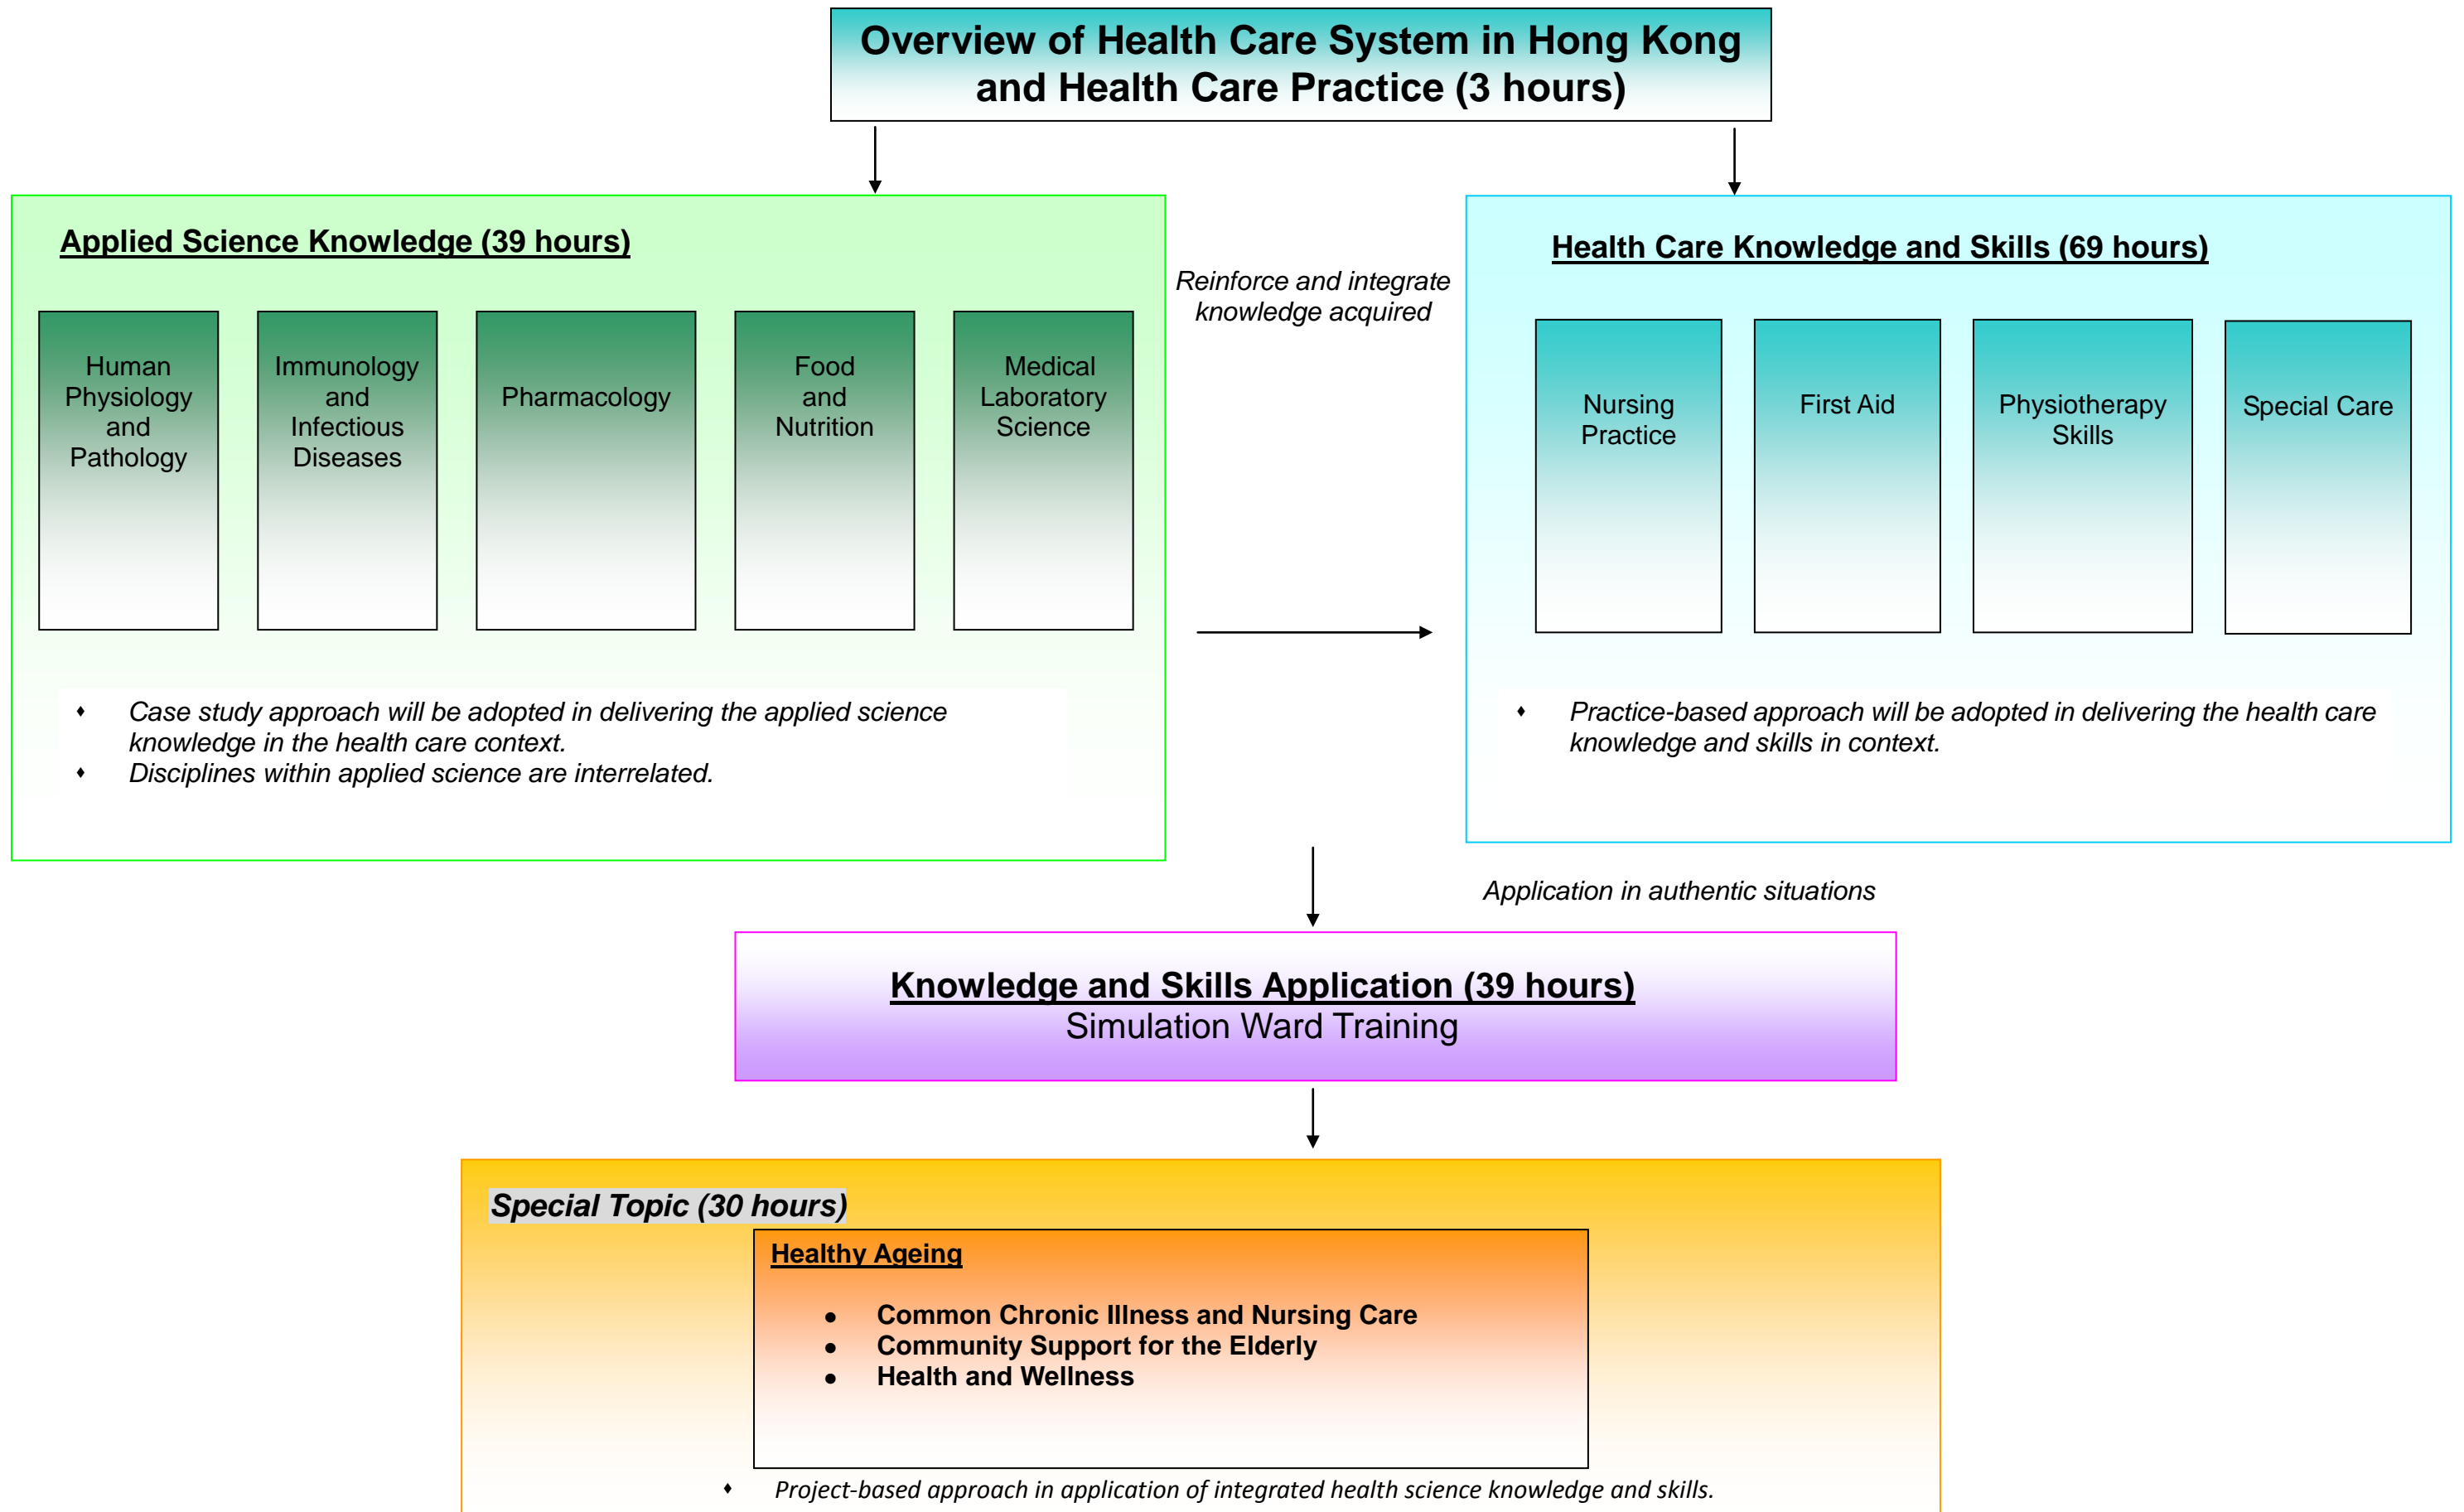 Overview of Health Care System in Hong Kong
and Health Care Practice (3 hours)
Applied Science Knowledge (39 hours)
Human
Physiology
and
Pathology
Immunology
and
Infectious
Diseases
Pharmacology
Food
and
Nutrition
Medical
Laboratory
Science
♦ Case study approach will be adopted in delivering the applied science
knowledge in the health care context.
♦ Disciplines within applied science are interrelated.
Reinforce and integrate
knowledge acquired
Health Care Knowledge and Skills (69 hours)
Nursing
Practice
First Aid
Physiotherapy
Skills
Special Care
♦ Practice-based approach will be adopted in delivering the health care
knowledge and skills in context.
Application in authentic situations
Knowledge and Skills Application (39 hours)
Simulation Ward Training
Special Topic (30 hours)
Healthy Ageing
● Common Chronic Illness and Nursing Care
● Community Support for the Elderly
● Health and Wellness
♦ Project-based approach in application of integrated health science knowledge and skills.